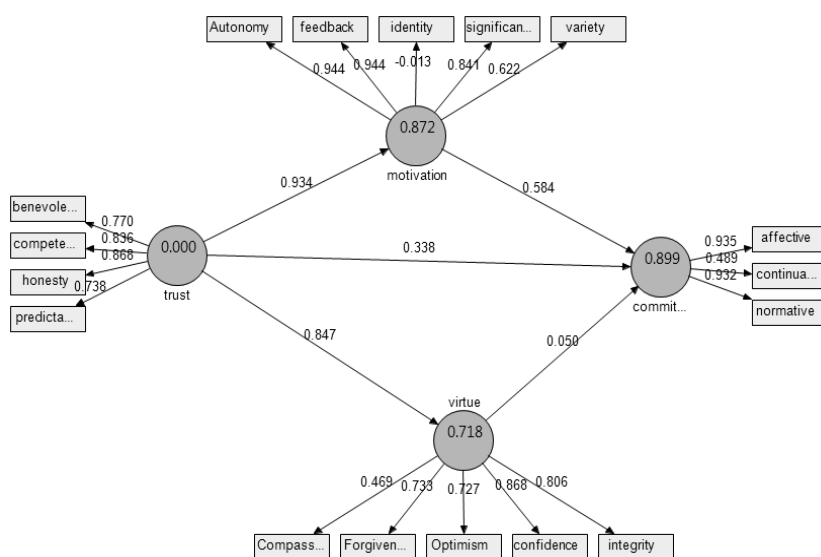 Autonomy feedback identity significan... variety
0.944 0.944 -0.013 0.841 0.622
0.872
motivation
0.934 0.584
benevole...
compete...
honesty
predicta...
0.770
0.836
0.868
0.738
0.000
trust
0.338
0.899
commit...
0.935
0.489
0.932
affective
continua...
normative
0.847 0.050
virtue
0.718
0.469 0.733 0.727 0.868 0.806
Compass... Forgiven... Optimism confidence integrity